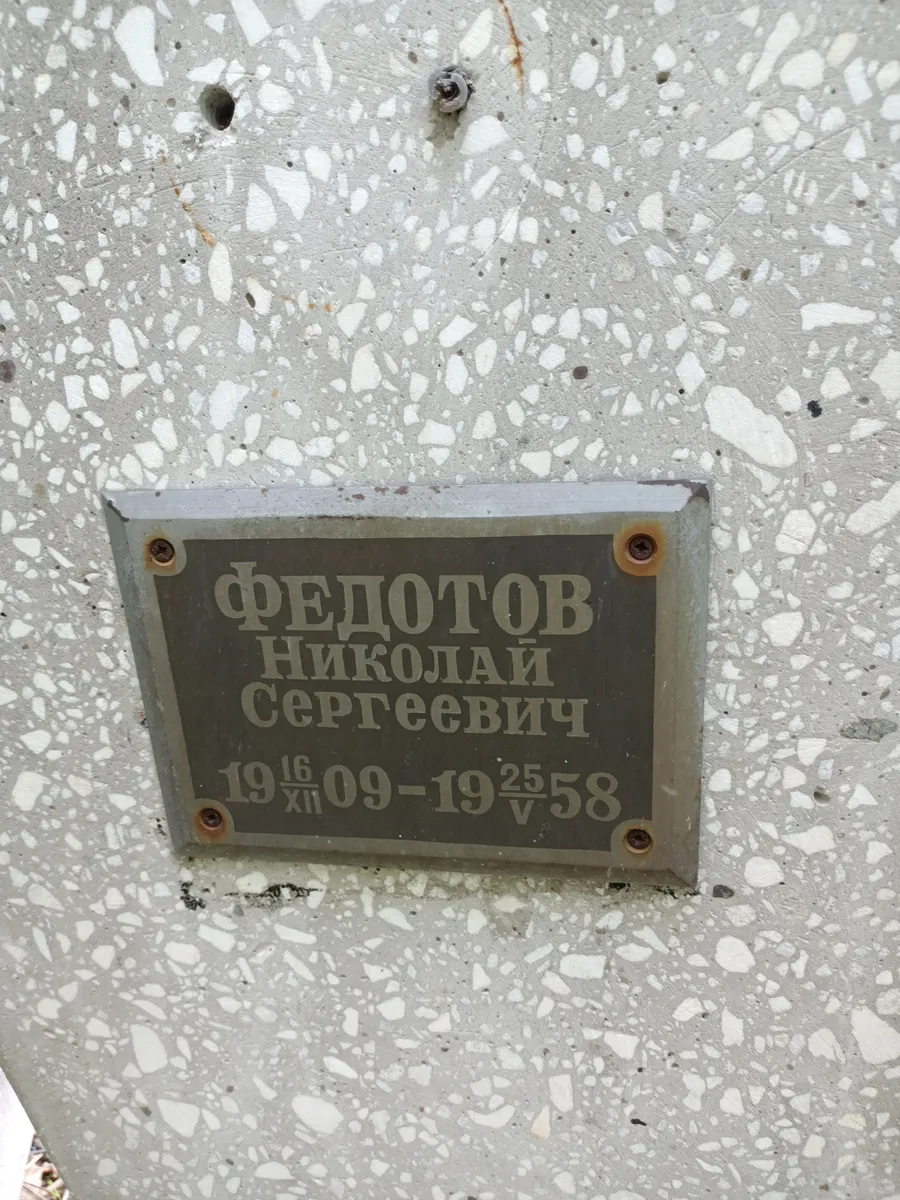 ФЕДОТОВ
Николай
Сергеевич
19 16/XII 09 - 19 25/V 58